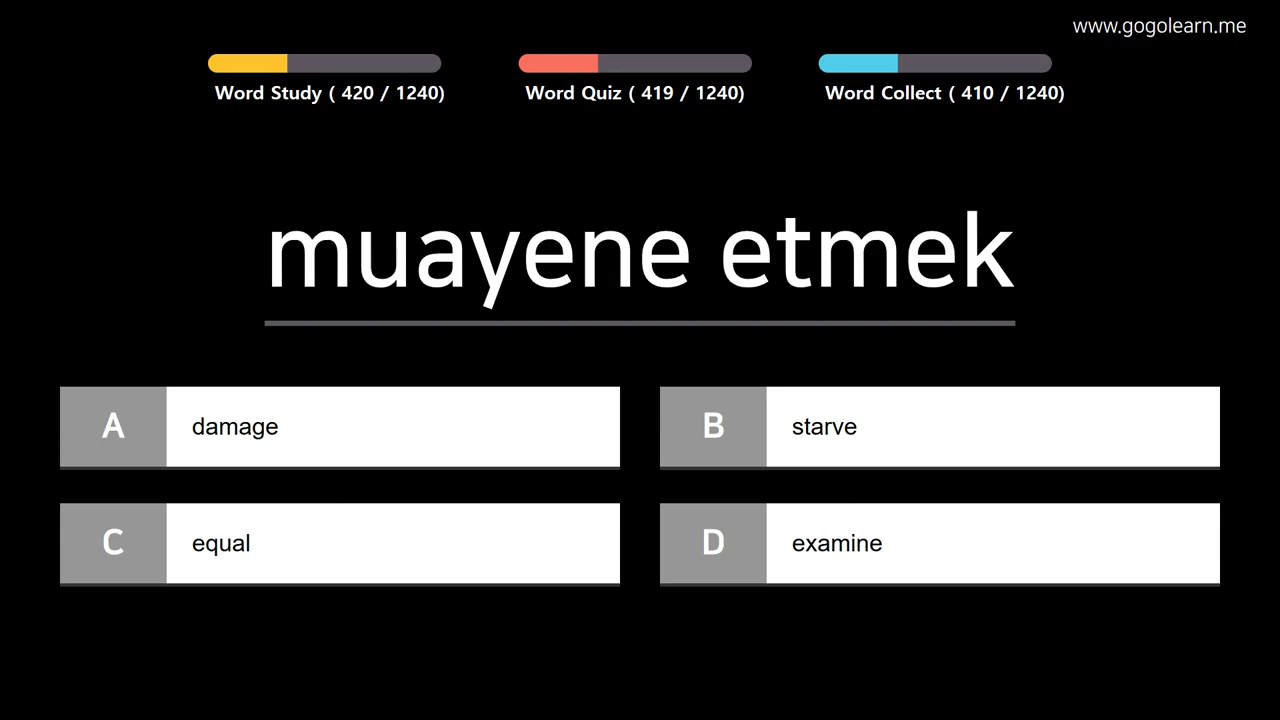 www.gogolearn.me
Word Study ( 420 / 1240)
Word Quiz ( 419 / 1240)
Word Collect ( 410 / 1240)
muayene etmek
A damage
B starve
C equal
D examine